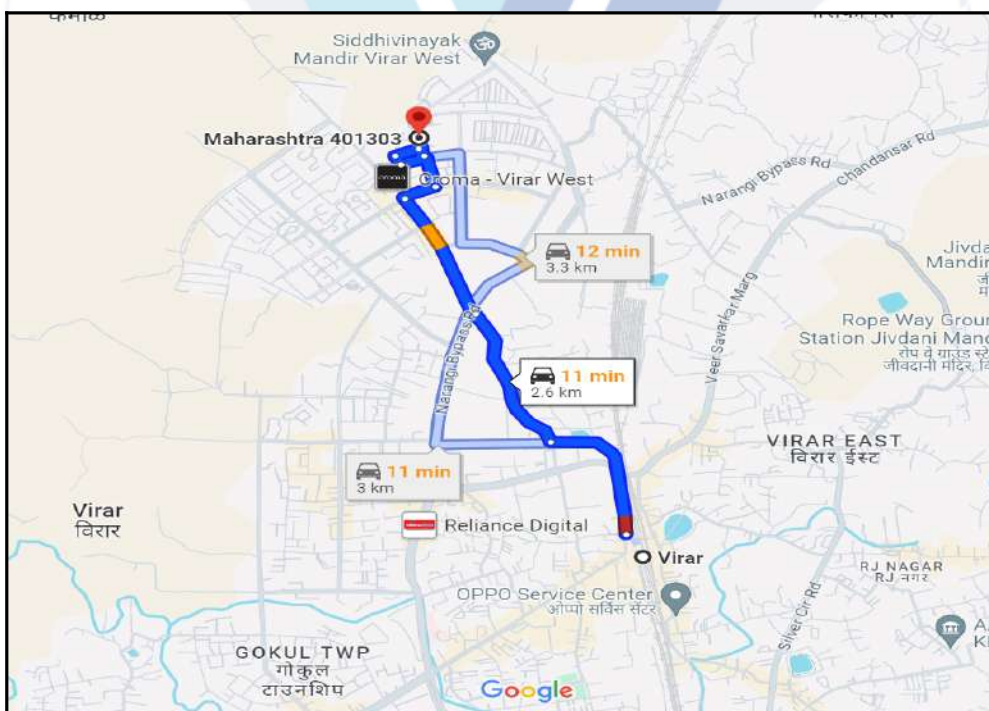 Siddhivinayak
Mandir Virar West
Maharashtra 401303
Croma - Virar West
Narangi Bypass Rd
Chandansar Rd
12 min
3.3 km
Jivda
Mandir
Rope Way Groun
Station Jivdani Mand
रोप वे ग्राउंड स्टे
जीवदानी मंदिर, वि
Veer Savarkar Marg
Narangi Bypass Rd
11 min
2.6 km
VIRAR EAST
विरार ईस्ट
11 min
3 km
Virar
विरार
Reliance Digital
Virar
RJ NAGAR
RJ नगर
OPPO Service Center
ओप्पो सर्विस सेंटर
Silver Cir Rd
GOKUL TWP
गोकुल
टाउनशिप
Google